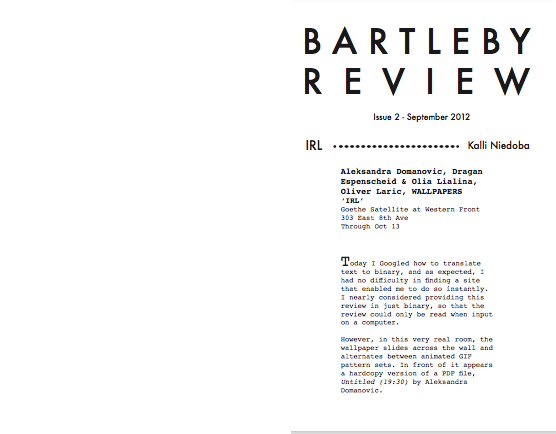 BARTLEBY
REVIEW
Issue 2 - September 2012
IRL Kalli Niedoba
Aleksandra Domanovic, Dragan
Espenscheid & Olia Lialina,
Oliver Laric, WALLPAPERS
'IRL'
Goethe Satellite at Western Front
303 East 8th Ave
Through Oct 13
Today I Googled how to translate
text to binary, and as expected, I
had no difficulty in finding a site
that enabled me to do so instantly.
I nearly considered providing this
review in just binary, so that the
review could only be read when input
on a computer.
However, in this very real room, the
wallpaper slides across the wall and
alternates between animated GIF
pattern sets. In front of it appears
a hardcopy version of a PDF file,
Untitled (19:30) by Aleksandra
Domanovic.